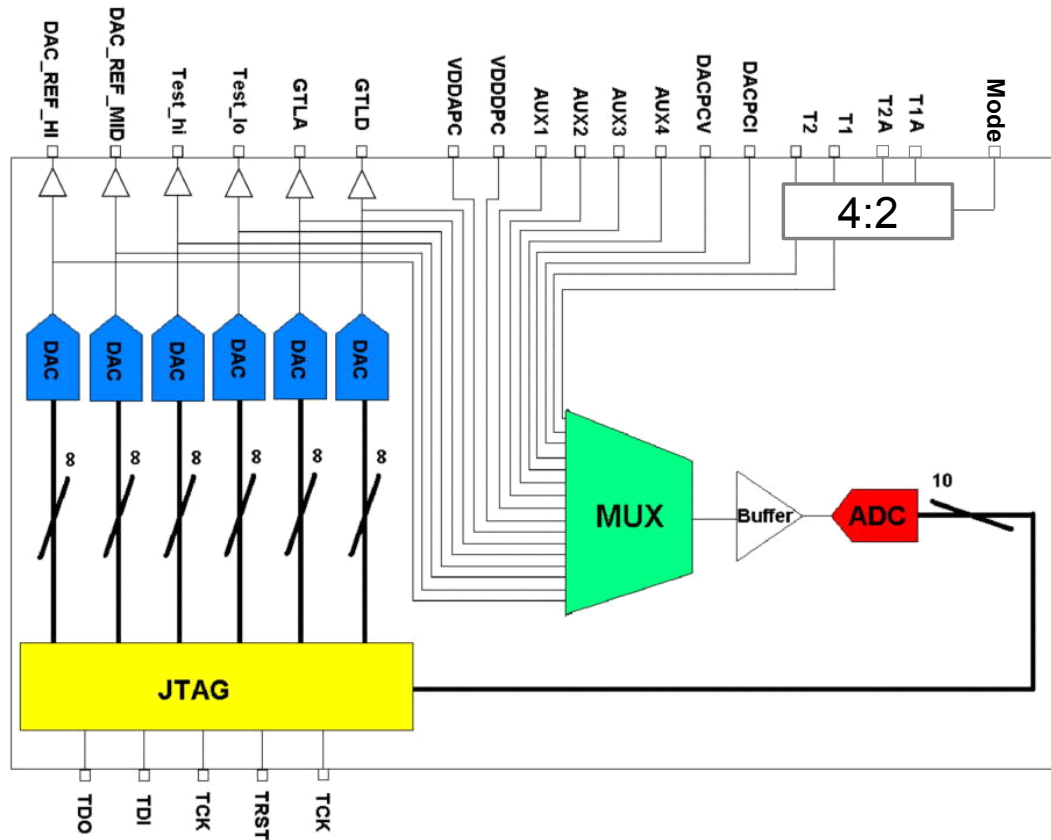 DAC_REF_HI
DAC_REF_MID
Test_hi
Test_lo
GTLA
GTLD
VDDAPC
VDDDPC
AUX1
AUX2
AUX3
AUX4
DACPCV
DACPCI
T2
T1
T2A
T1A
Mode
4:2
DAC
DAC
DAC
DAC
DAC
DAC
8
8
8
8
8
8
MUX
Buffer
ADC
10
JTAG
TDO
TDI
TCK
TRST
TCK